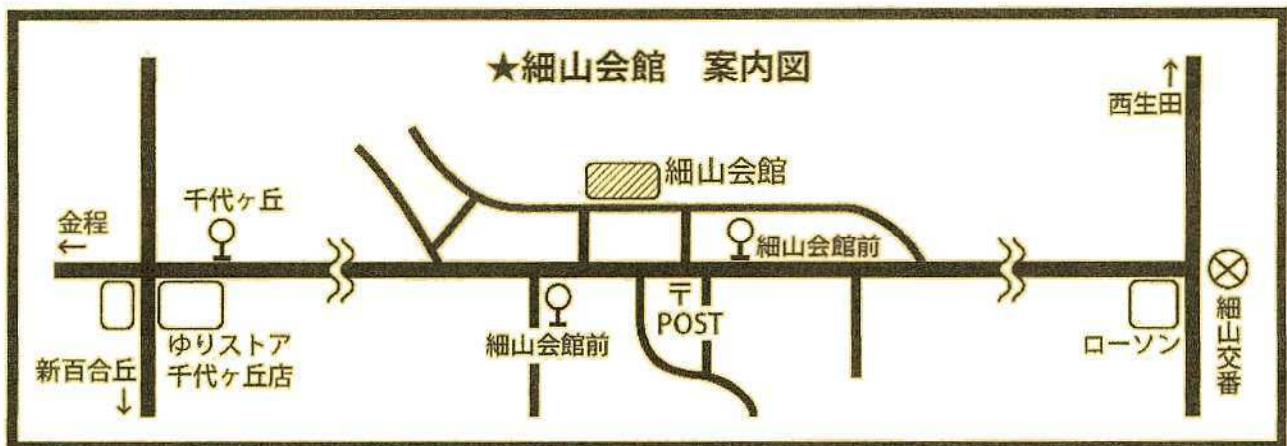 ★細山会館　案内図
西生田
↑
細山会館
千代ヶ丘
金程
←
細山会館前
〒
POST
細山会館前
ゆりストア
千代ヶ丘店
新百合丘
↓
ローソン
細山交番